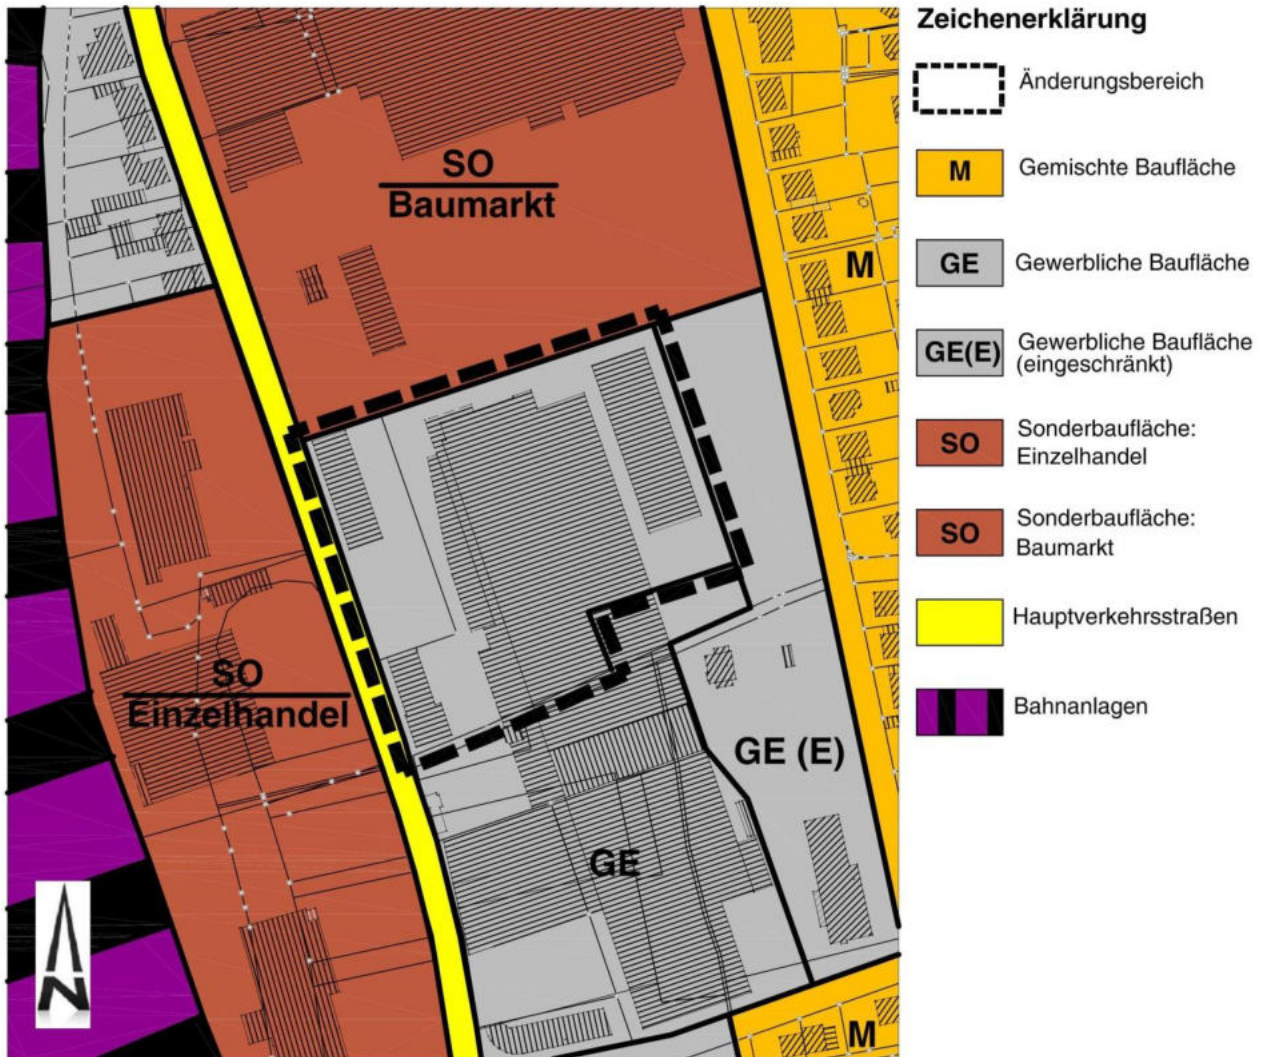 SO
Baumarkt
M
SO
Einzelhandel
GE (E)
GE
M
N
Zeichenerklärung
Änderungsbereich
M Gemischte Baufläche
GE Gewerbliche Baufläche
GE(E) Gewerbliche Baufläche
(eingeschränkt)
SO Sonderbaufläche:
Einzelhandel
SO Sonderbaufläche:
Baumarkt
Hauptverkehrsstraßen
Bahnanlagen